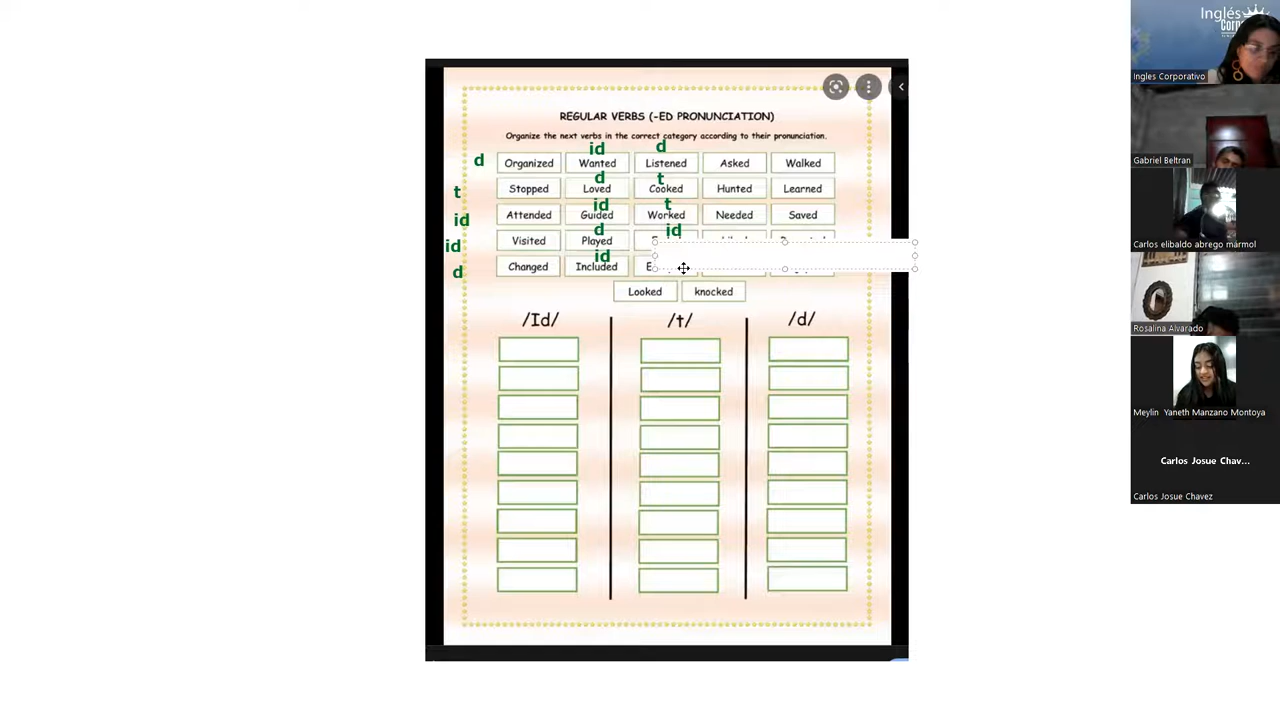 REGULAR VERBS (-ED PRONUNCIATION)
Organize the next verbs in the correct category according to their pronunciation.
id d
d Organized Wanted Listened Asked Walked
d t
t Stopped Loved Cooked Hunted Learned
id t
id Attended Guided Worked Needed Saved
d id
id Visited Played
id
d Changed Included
Looked knocked
/Id/ /t/ /d/
Inglés
Corp
Ingles Corporativo
Gabriel Beltran
Carlos elibaldo abrego mármol
Rosalina Alvarado
Meylin Yaneth Manzano Montoya
Carlos Josue Chav...
Carlos Josue Chavez